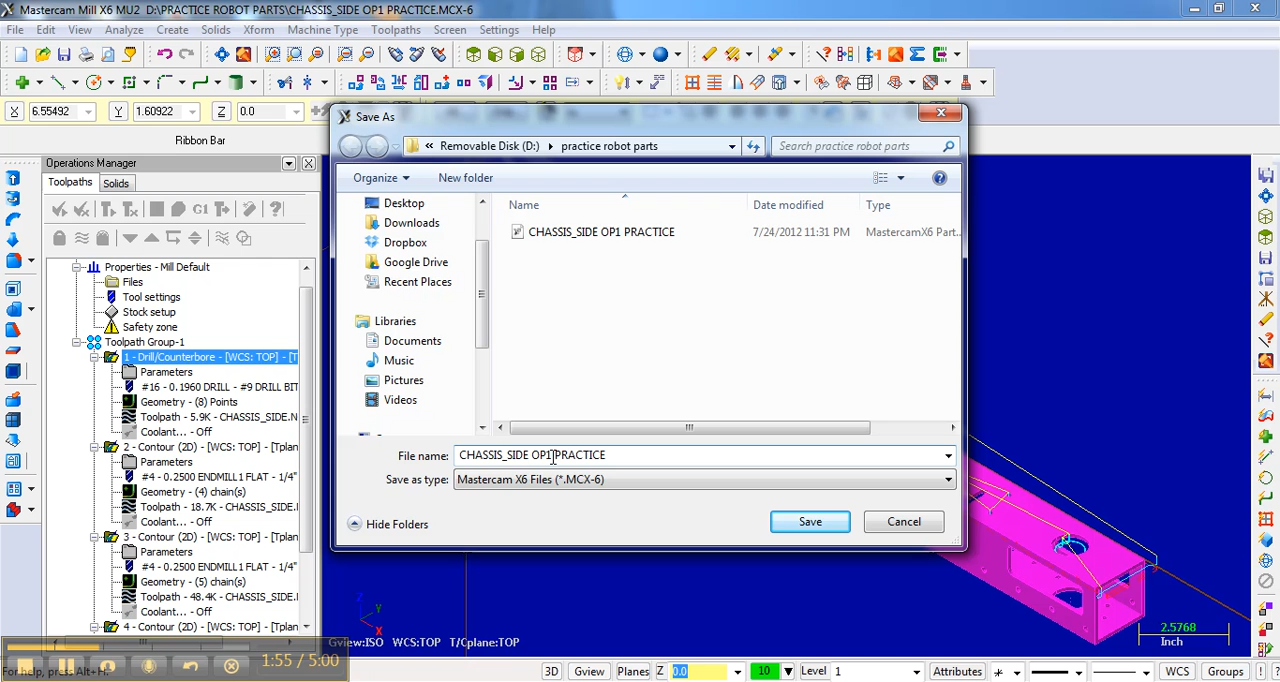 Mastercam Mill X6 MU2 D:\PRACTICE ROBOT PARTS\CHASSIS_SIDE OP1 PRACTICE.MCX-6
File Edit View Analyze Create Solids Xform Machine Type Toolpaths Screen Settings Help
X 6.55492 Y 1.60922 Z 0.0
Ribbon Bar
Operations Manager
Toolpaths Solids
G1
Properties - Mill Default
Files
Tool settings
Stock setup
Safety zone
Toolpath Group-1
1 - Drill/Counterbore - [WCS: TOP] - [T
Parameters
#16 - 0.1960 DRILL - #9 DRILL BIT
Geometry - (8) Points
Toolpath - 5.9K - CHASSIS_SIDE.N
Coolant... - Off
2 - Contour (2D) - [WCS: TOP] - [Tplan
Parameters
#4 - 0.2500 ENDMILL1 FLAT - 1/4"
Geometry - (4) chain(s)
Toolpath - 18.7K - CHASSIS_SIDE.
Coolant... - Off
3 - Contour (2D) - [WCS: TOP] - [Tplan
Parameters
#4 - 0.2500 ENDMILL1 FLAT - 1/4"
Geometry - (5) chain(s)
Toolpath - 48.4K - CHASSIS_SIDE.
Coolant... - Off
4 - Contour (2D) - [WCS: TOP] - [Tplan
Save As
« Removable Disk (D:) practice robot parts
Search practice robot parts
Organize New folder
Desktop
Downloads
Dropbox
Google Drive
Recent Places
Libraries
Documents
Music
Pictures
Videos
Name Date modified Type
CHASSIS_SIDE OP1 PRACTICE 7/24/2012 11:31 PM MastercamX6 Part...
File name: CHASSIS_SIDE OP1 PRACTICE
Save as type: Mastercam X6 Files (*.MCX-6)
Hide Folders Save Cancel
Z Y X
Gview:ISO WCS:TOP T/Cplane:TOP
2.5768
Inch
1:55 / 5:00
For help, press Alt+H.
3D Gview Planes Z 0.0 10 Level 1 Attributes WCS Groups ! ?